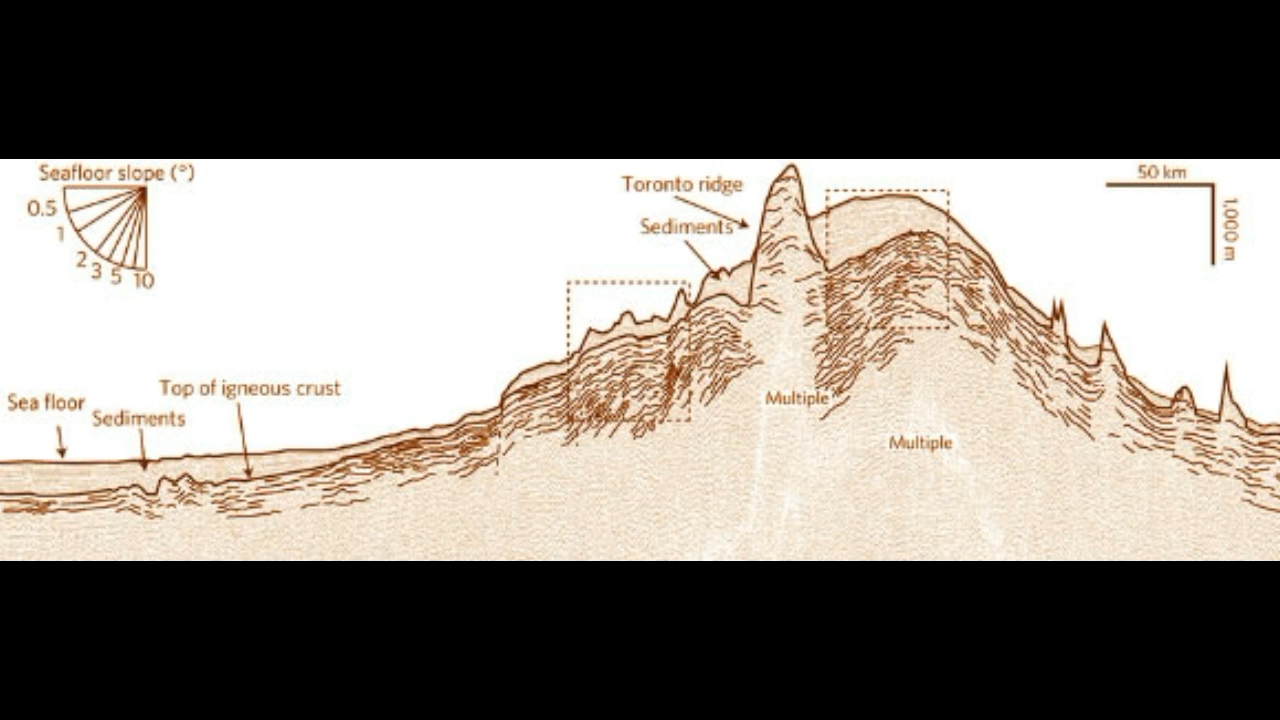 Seafloor slope (°)
0.5
1
2
3
5
10
Toronto ridge
Sediments
50 km
1,000 m
Top of igneous crust
Sea floor
Sediments
Multiple
Multiple